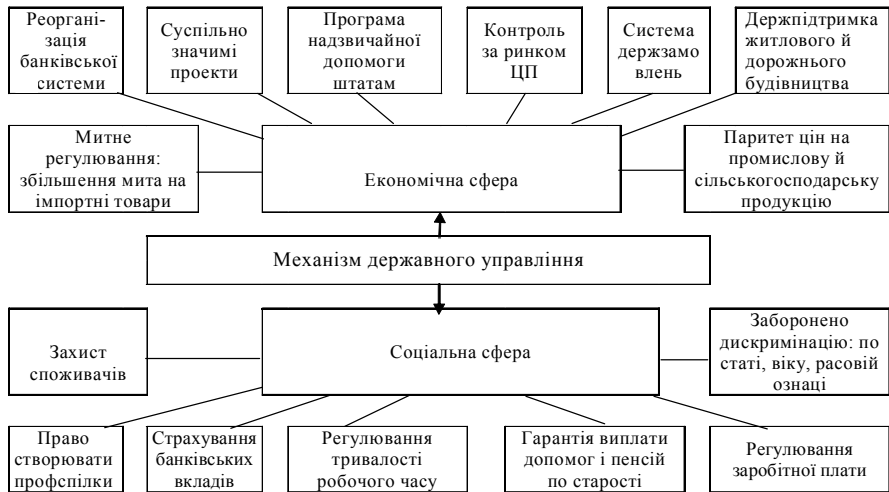 Реоргані-
зація
банківської
системи
Суспільно
значимі
проекти
Програма
надзвичайної
допомоги
штатам
Контроль
за ринком
ЦП
Система
держзамо
влень
Держпідтримка
житлового й
дорожнього
будівництва
Митне
регулювання:
збільшення мита на
імпортні товари
Економічна сфера
Паритет цін на
промислову й
сільськогосподарську
продукцію
Механізм державного управління
Захист
споживачів
Соціальна сфера
Заборонено
дискримінацію: по
статі, віку, расовій
ознаці
Право
створювати
профспілки
Страхування
банківських
вкладів
Регулювання
тривалості
робочого часу
Гарантія виплати
допомог і пенсій
по старості
Регулювання
заробітної плати